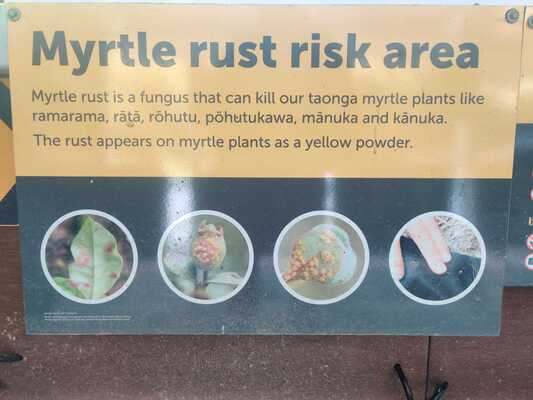 Myrtle rust risk area
Myrtle rust is a fungus that can kill our taonga myrtle plants like
ramarama, rātā, rōhutu, pōhutukawa, mānuka and kānuka.
The rust appears on myrtle plants as a yellow powder.